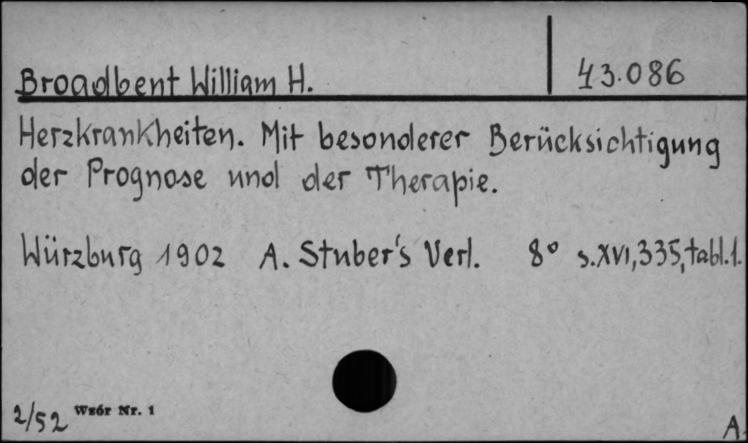 Broadbent William H. 43.086
Herzkrankheiten. Mit besonderer Berücksichtigung
der Prognose und der Therapie.
Würzburg 1902 A. Stuber's Verl. 8° s.XVI,335,tabl.1.
2/52 Wzór Nr. 1
A